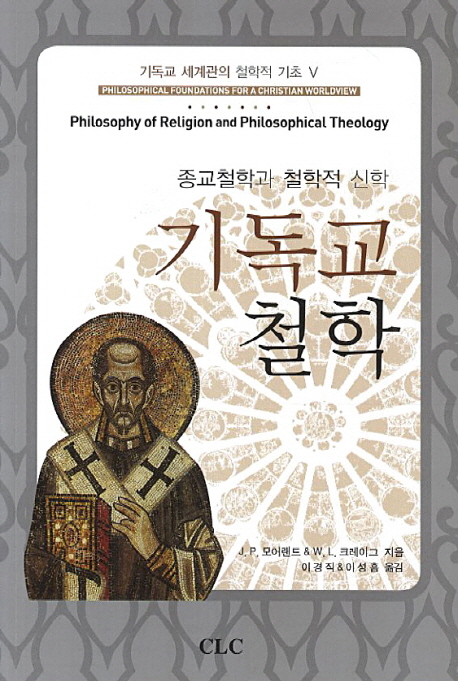 기독교 세계관의 철학적 기초 V
PHILOSOPHICAL FOUNDATIONS FOR A CHRISTIAN WORLDVIEW
Philosophy of Religion and Philosophical Theology
종교철학과 철학적 신학
기독교
철학
J. P. 모어랜드 & W. L. 크레이그 지음
이경직 & 이성흠 옮김
CLC